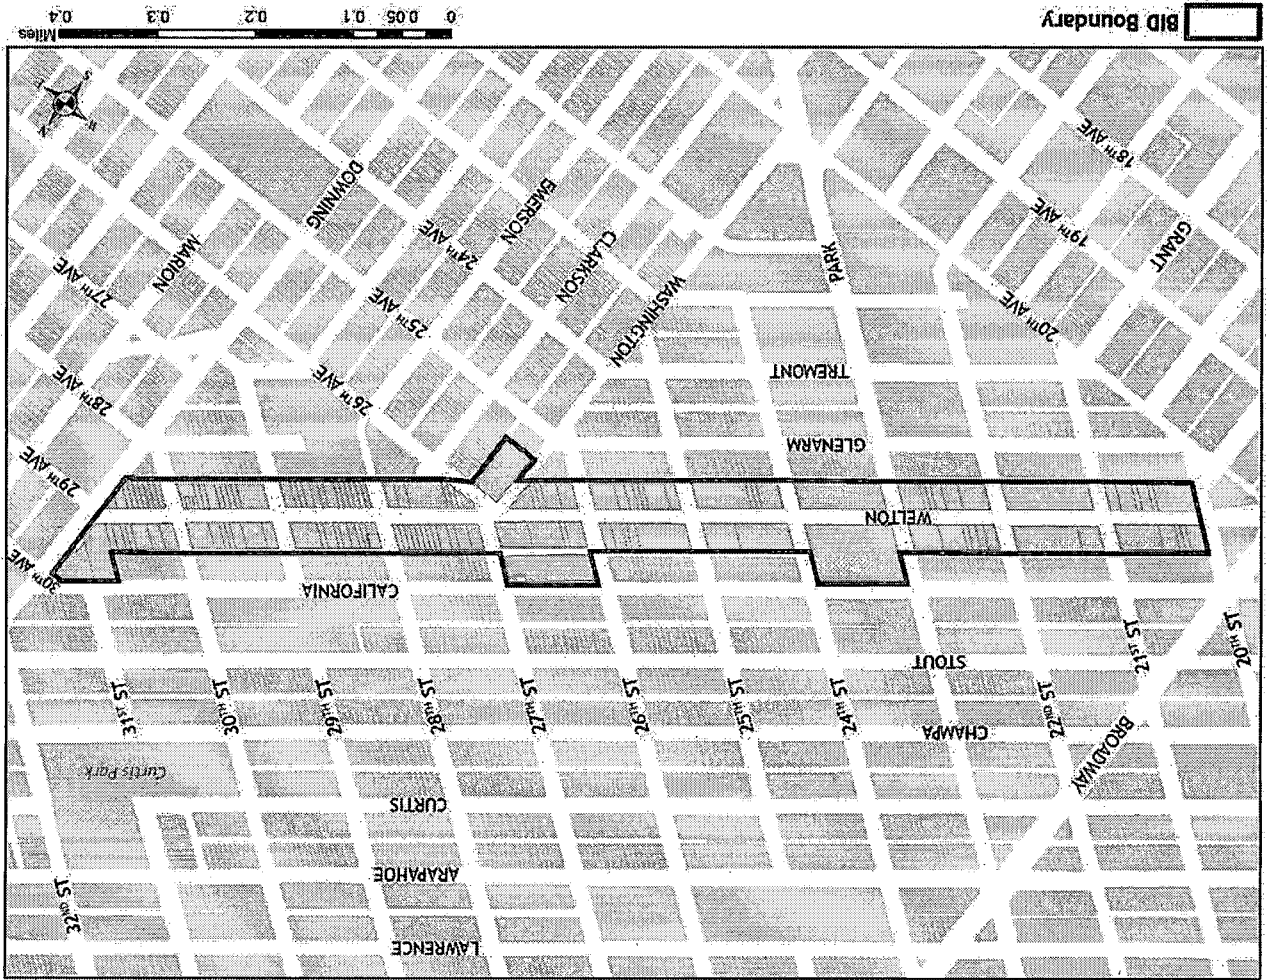 LAWRENCE
32ND ST
ARAPAHOE
CURTIS
Curtis Park
BROADWAY
CHAMPA
22ND ST
24TH ST
25TH ST
26TH ST
27TH ST
28TH ST
29TH ST
30TH ST
31ST ST
STOUT
20TH ST
21ST ST
CALIFORNIA
30TH AVE
WELTON
29TH AVE
GLENARM
28TH AVE
26TH AVE
TREMONT
WASHINGTON
20TH AVE
25TH AVE
27TH AVE
PARK
CLARKSON
MARION
GRANT
19TH AVE
24TH AVE
EMERSON
DOWNING
18TH AVE
N
W
E
S
BID Boundary
0 0.05 0.1 0.2 0.3 0.4
Miles